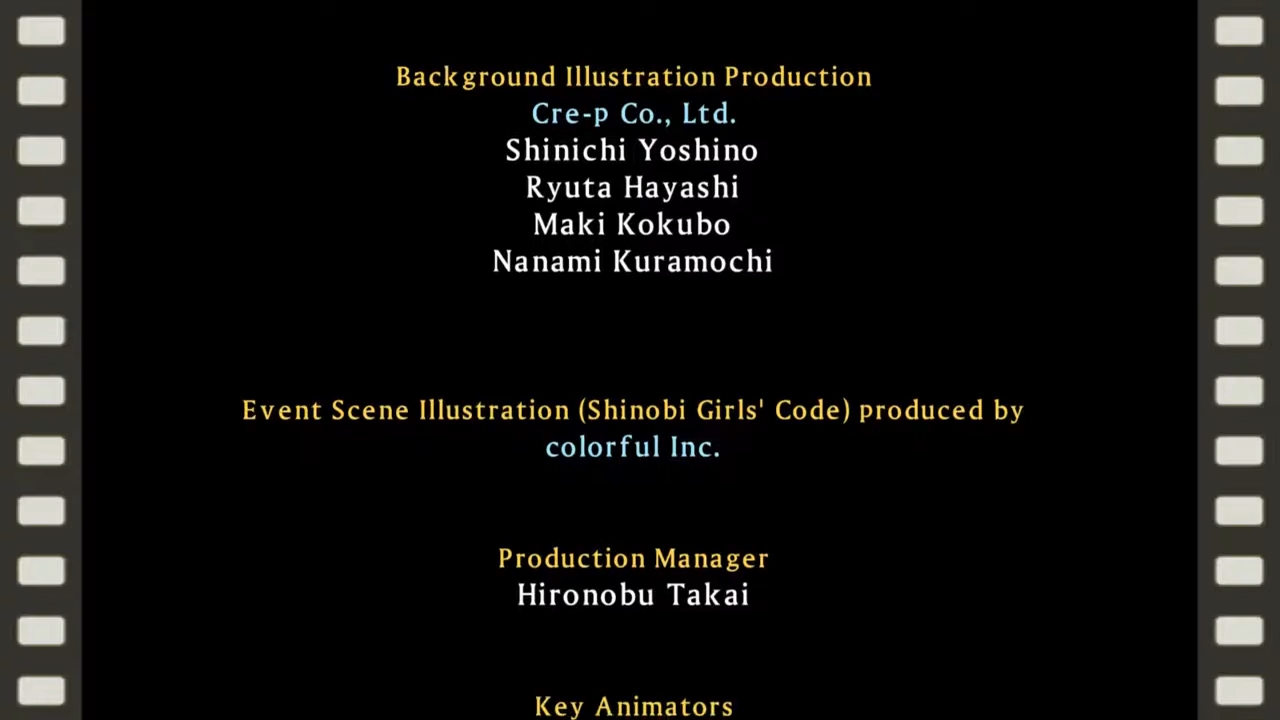 Background Illustration Production
Cre-p Co., Ltd.
Shinichi Yoshino
Ryuta Hayashi
Maki Kokubo
Nanami Kuramochi
Event Scene Illustration (Shinobi Girls' Code) produced by
colorful Inc.
Production Manager
Hironobu Takai
Key Animators